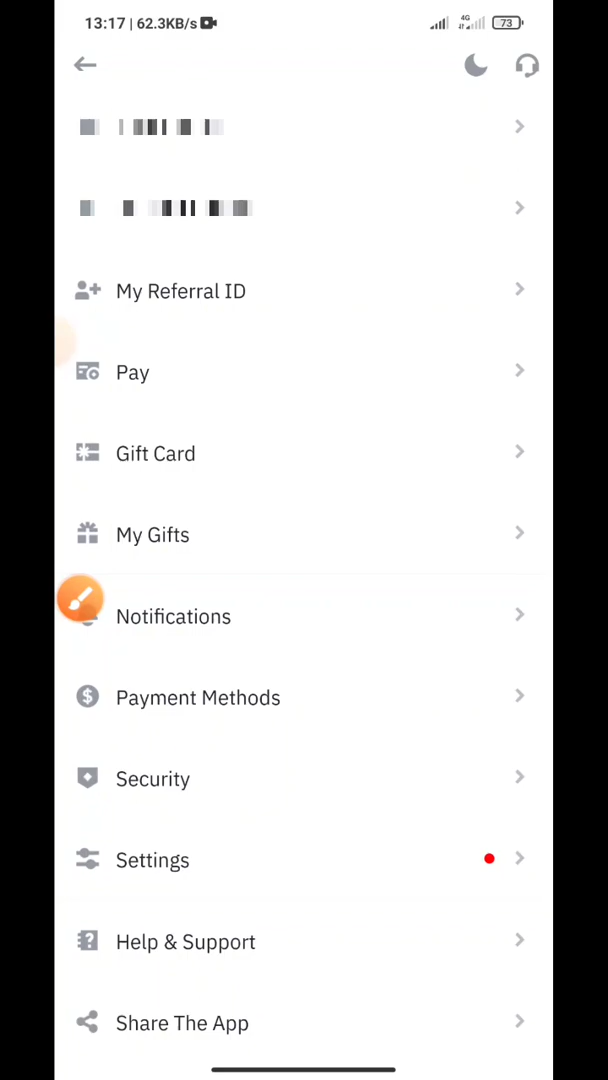 13:17 | 62.3KB/s
4G
73
My Referral ID
Pay
Gift Card
My Gifts
Notifications
Payment Methods
Security
Settings
Help & Support
Share The App